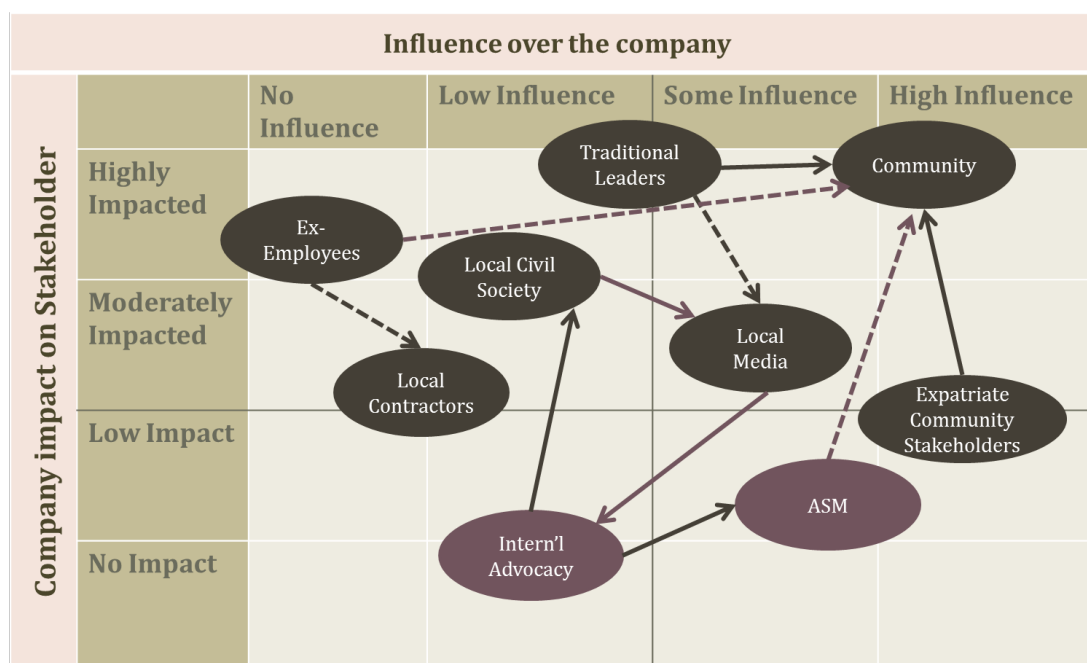 Influence over the company
Company impact on Stakeholder
No
Influence
Low Influence
Some Influence
High Influence
Highly
Impacted
Moderately
Impacted
Low Impact
No Impact
Traditional
Leaders
Community
Ex-
Employees
Local Civil
Society
Local
Media
Local
Contractors
Expatriate
Community
Stakeholders
ASM
Intern'l
Advocacy